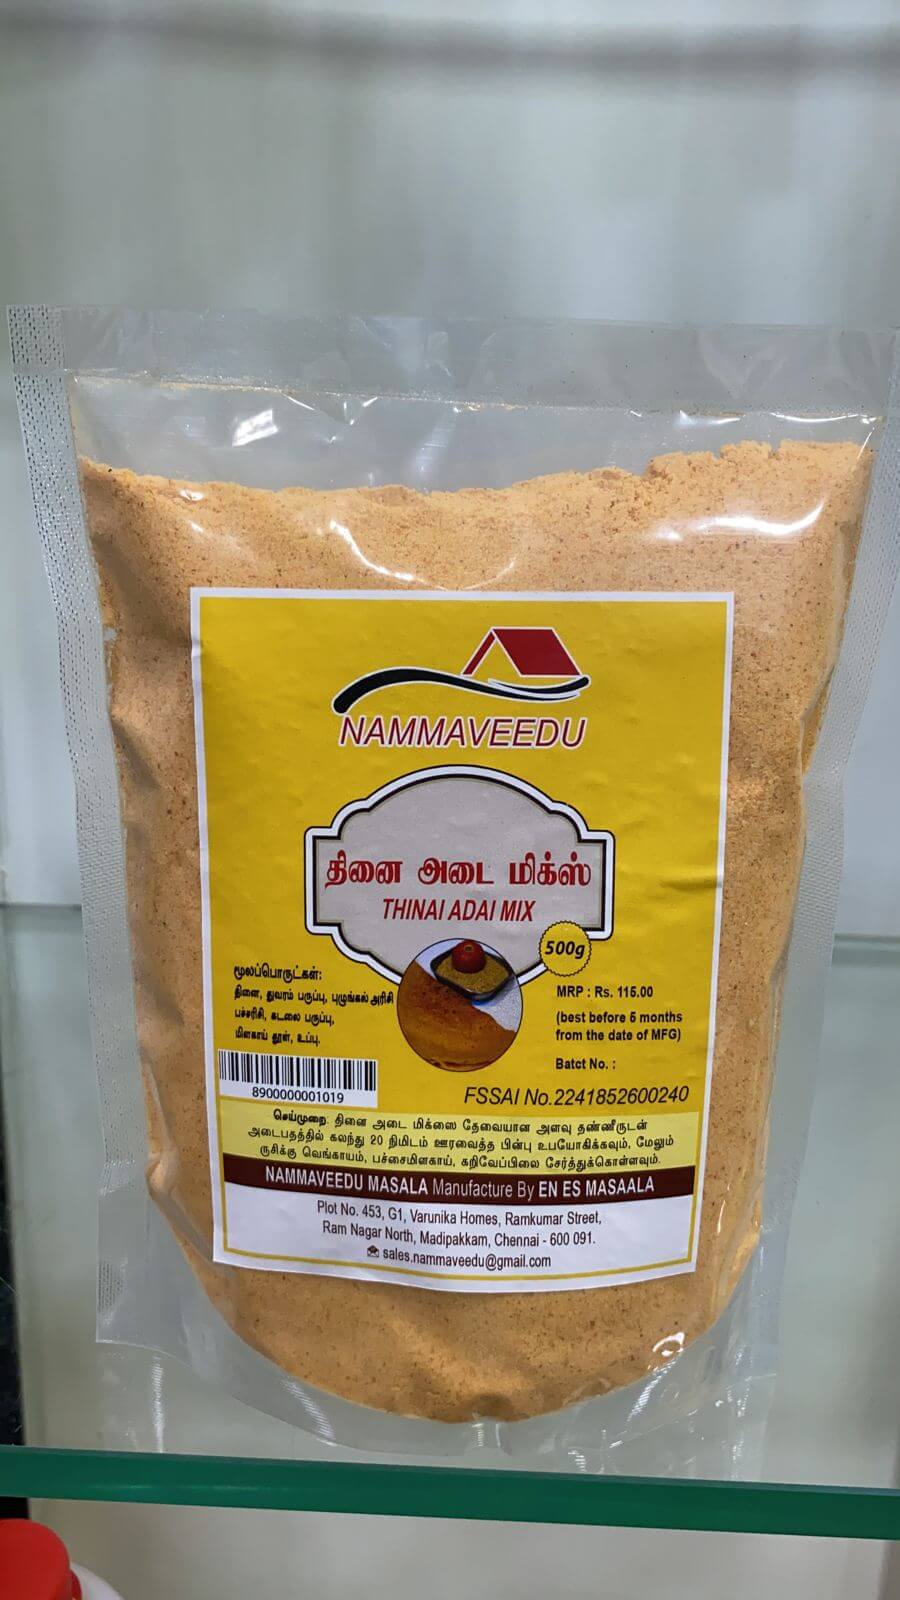 NAMMAVEEDU
தினை அடை மிக்ஸ்
THINAI ADAI MIX
500g
மூலப்பொருட்கள்:
தினை, துவரம் பருப்பு, புழுங்கல் அரிசி
பச்சரிசி, கடலை பருப்பு,
மிளகாய் தூள், உப்பு.
MRP : Rs. 115.00
(best before 5 months
from the date of MFG)
Batct No. :
8900000001019
FSSAI No.2241852600240
செய்முறை: தினை அடை மிக்ஸை தேவையான அளவு தண்ணீருடன்
அடைபதத்தில் கலந்து 20 நிமிடம் ஊரவைத்த பின்பு உபயோகிக்கவும், மேலும்
ருசிக்கு வெங்காயம், பச்சைமிளகாய், கறிவேப்பிலை சேர்த்துக்கொள்ளவும்.
NAMMAVEEDU MASALA Manufacture By EN ES MASAALA
Plot No. 453, G1, Varunika Homes, Ramkumar Street,
Ram Nagar North, Madipakkam, Chennai - 600 091.
sales.nammaveedu@gmail.com